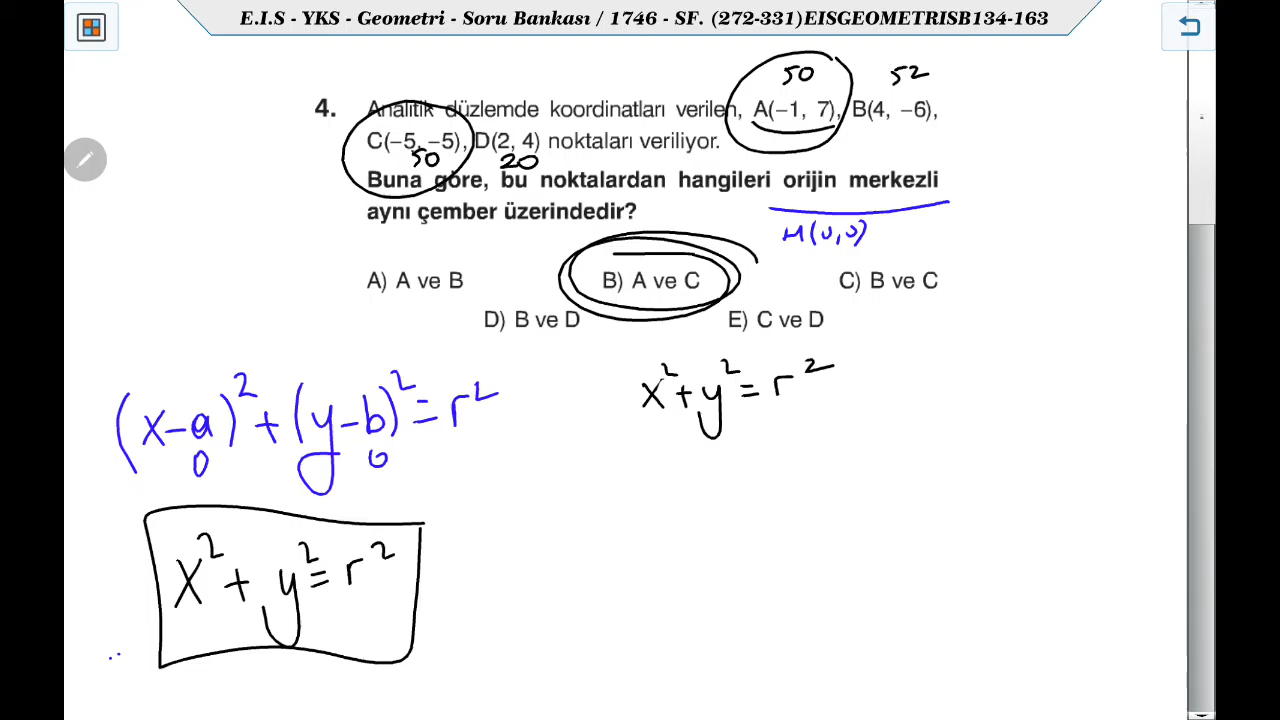 E.I.S - YKS - Geometri - Soru Bankası / 1746 - SF. (272-331)EISGEOMETRISB134-163
50 52
4. Analitik düzlemde koordinatları verilen, A(−1, 7), B(4, −6),
C(−5, −5), D(2, 4) noktaları veriliyor.
50 20
Buna göre, bu noktalardan hangileri orijin merkezli
aynı çember üzerindedir?
M(0,0)
A) A ve B B) A ve C C) B ve C
D) B ve D E) C ve D
x²+y²=r²
(x-a)²+(y-b)²=r²
0 0
x²+y²=r²